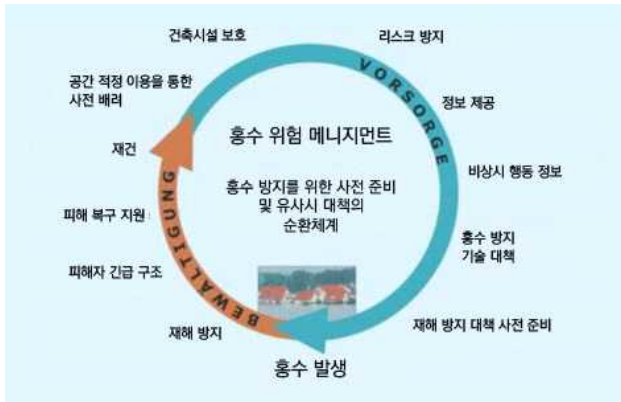 건축시설 보호
리스크 방지
공간 적정 이용을 통한
사전 배려
VORSORGE
정보 제공
홍수 위험 메니지먼트
재건
비상시 행동 정보
홍수 방지를 위한 사전 준비
및 유사시 대책의
순환체계
피해 복구 지원
홍수 방지
기술 대책
피해자 긴급 구조
BEWALTIGUNG
재해 방지
재해 방지 대책 사전 준비
홍수 발생